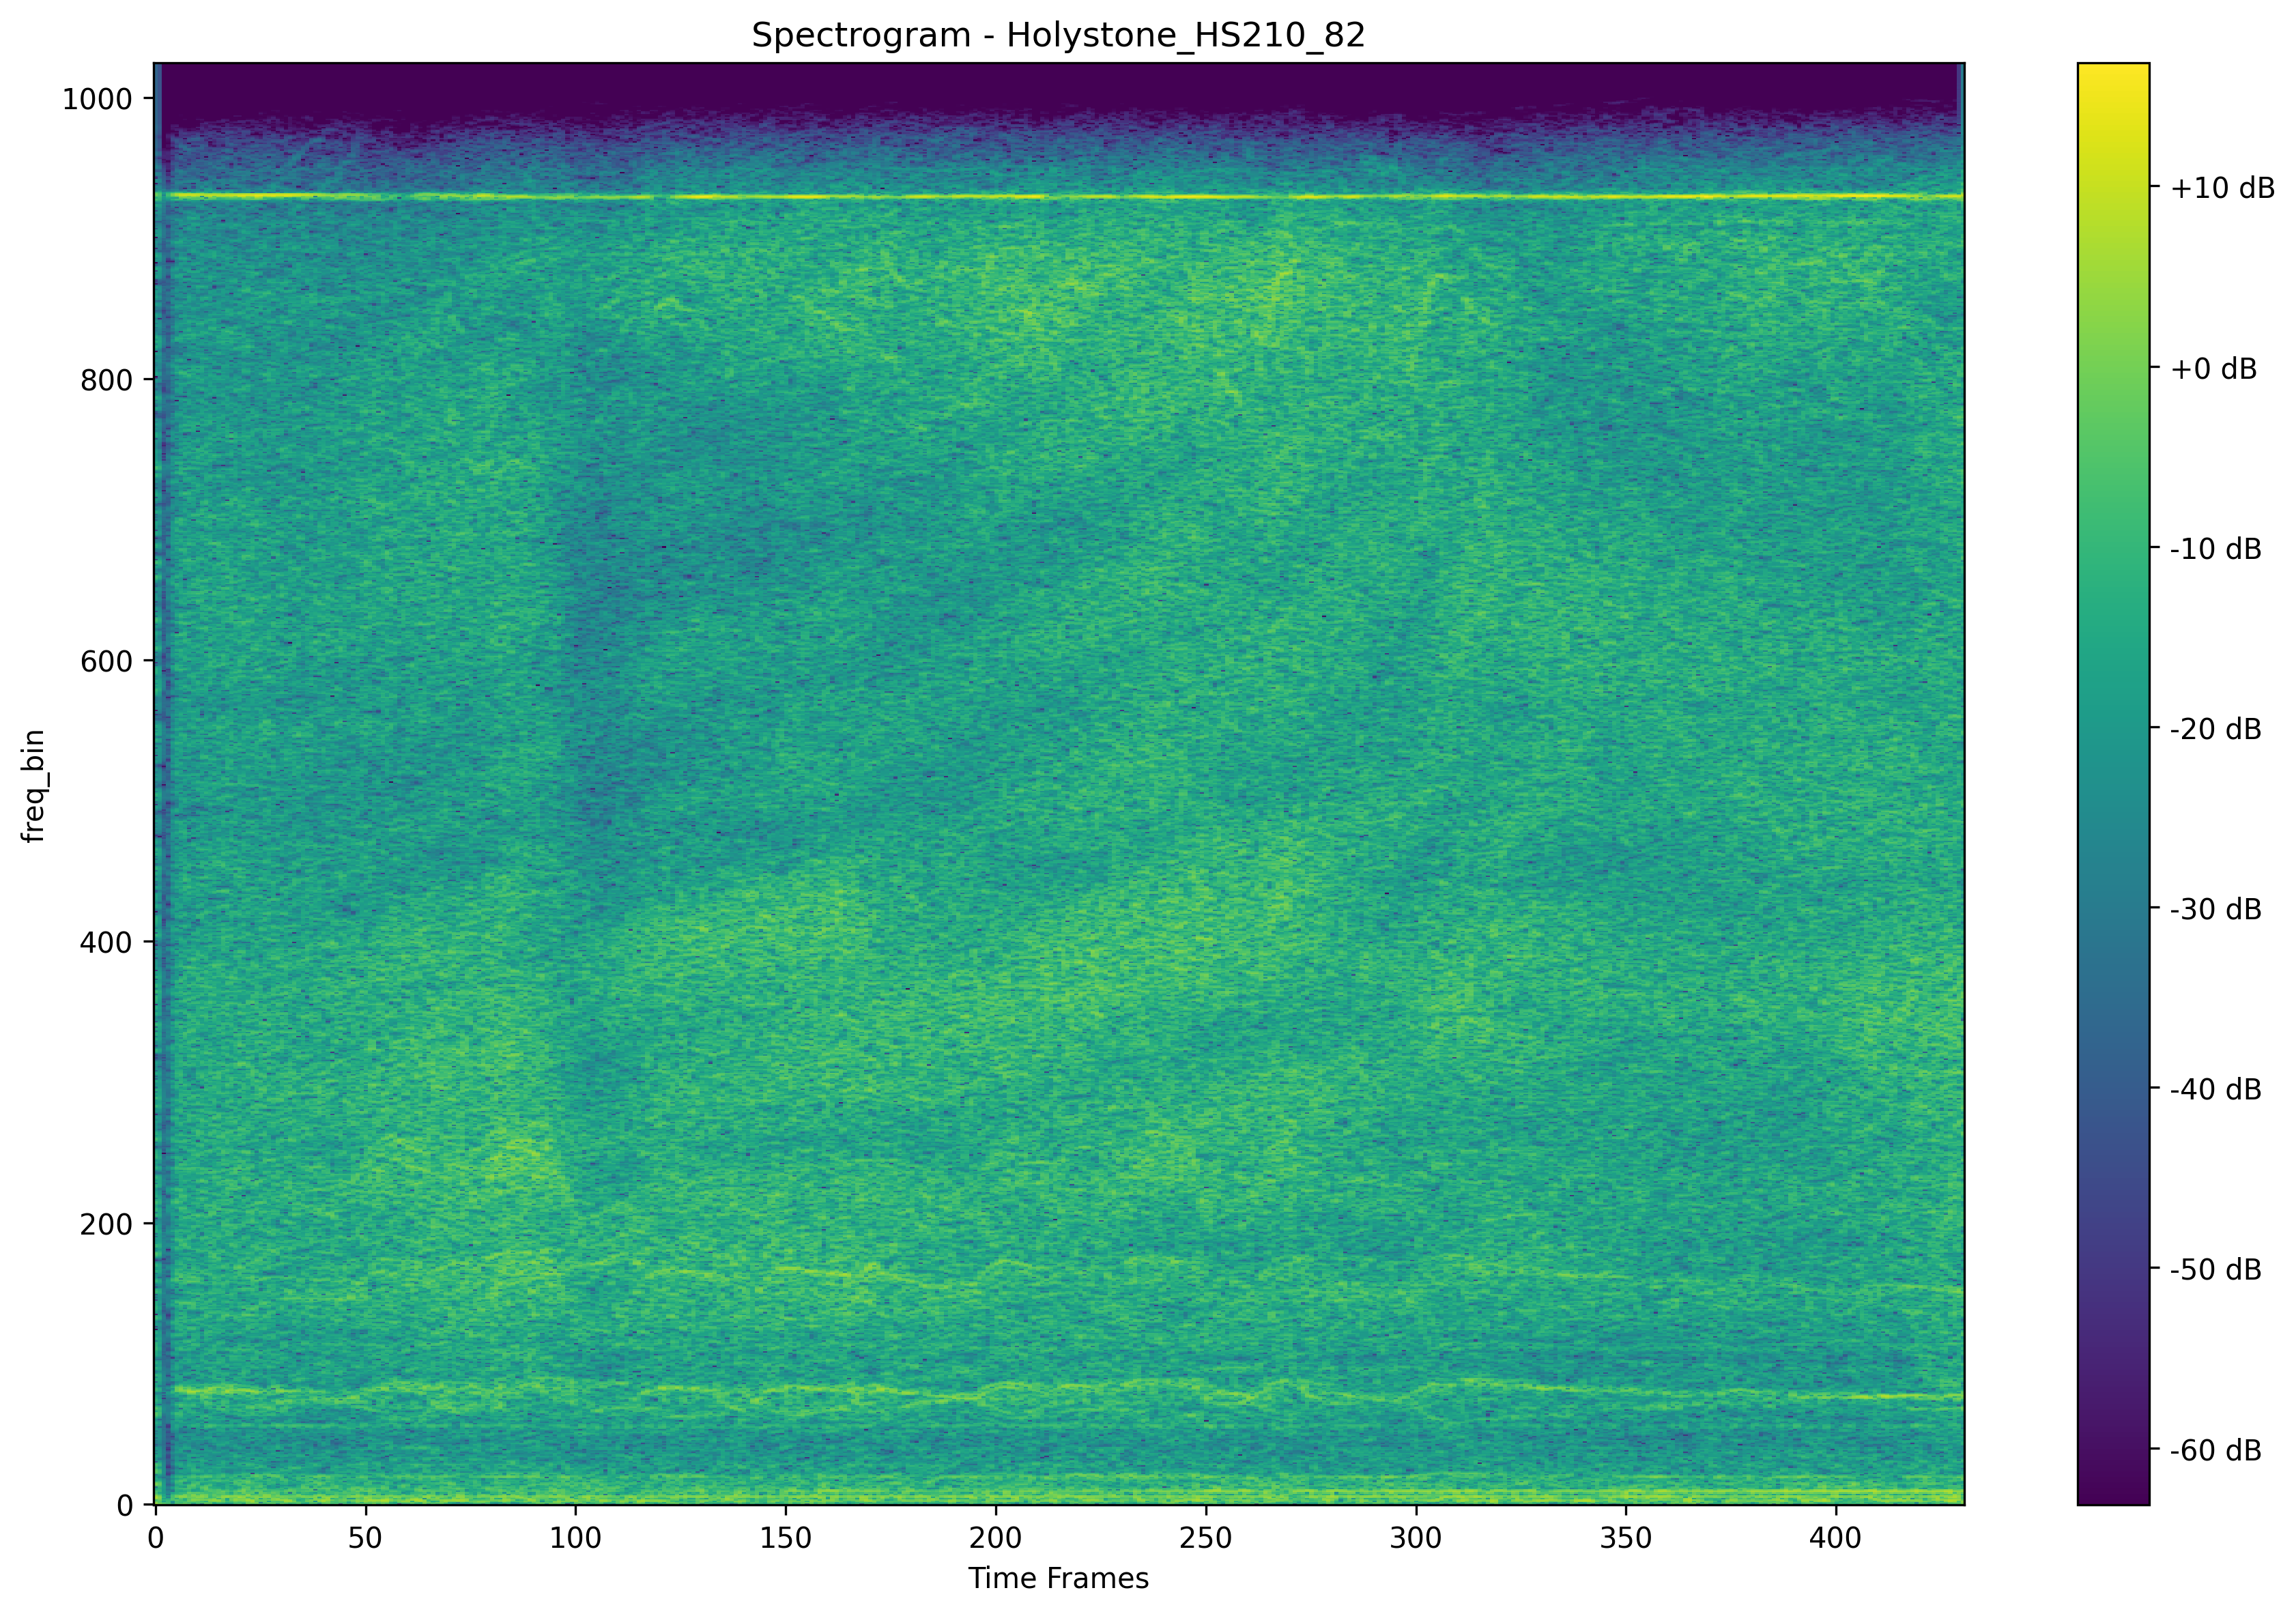 Spectrogram - Holystone_HS210_82
1000
800
600
400
200
0
freq_bin
0 50 100 150 200 250 300 350 400
Time Frames
+10 dB
+0 dB
-10 dB
-20 dB
-30 dB
-40 dB
-50 dB
-60 dB